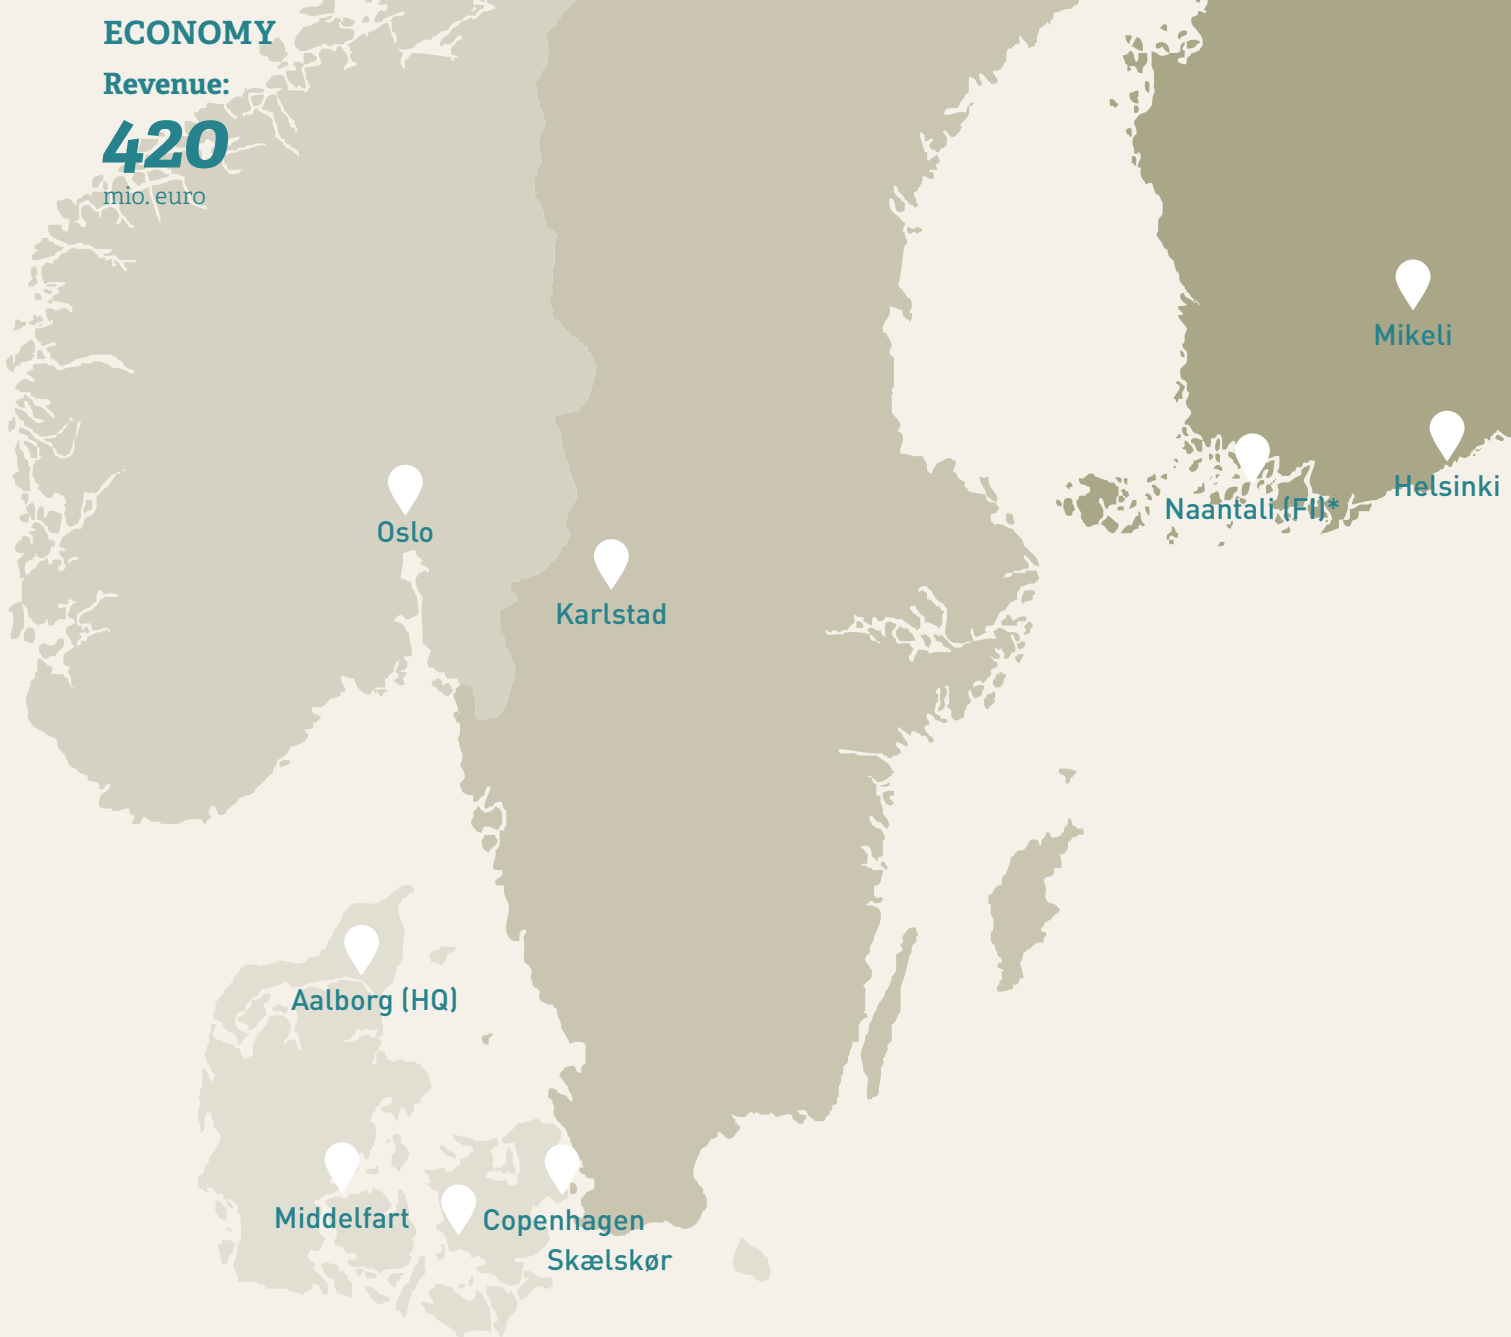 ECONOMY
Revenue:
420
mio. euro
Mikeli
Helsinki
Naantali (FI)*
Oslo
Karlstad
Aalborg (HQ)
Middelfart
Copenhagen
Skælskør